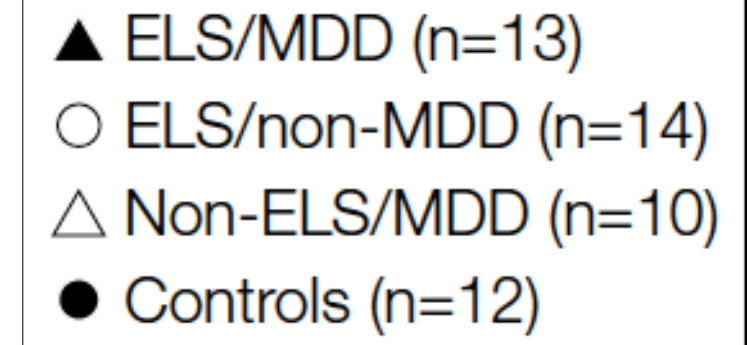 ELS/MDD (n=13)
ELS/non-MDD (n=14)
Non-ELS/MDD (n=10)
Controls (n=12)